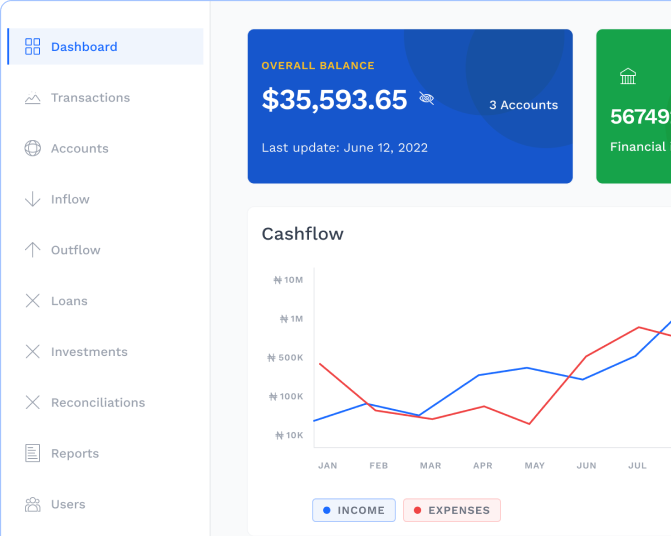 Dashboard
Transactions
Accounts
Inflow
Outflow
Loans
Investments
Reconciliations
Reports
Users
OVERALL BALANCE
$35,593.65
3 Accounts
Last update: June 12, 2022
56749
Financial
Cashflow
₦ 10M
₦ 1M
₦ 500K
₦ 100K
₦ 10K
JAN FEB MAR APR MAY JUN JUL
INCOME EXPENSES